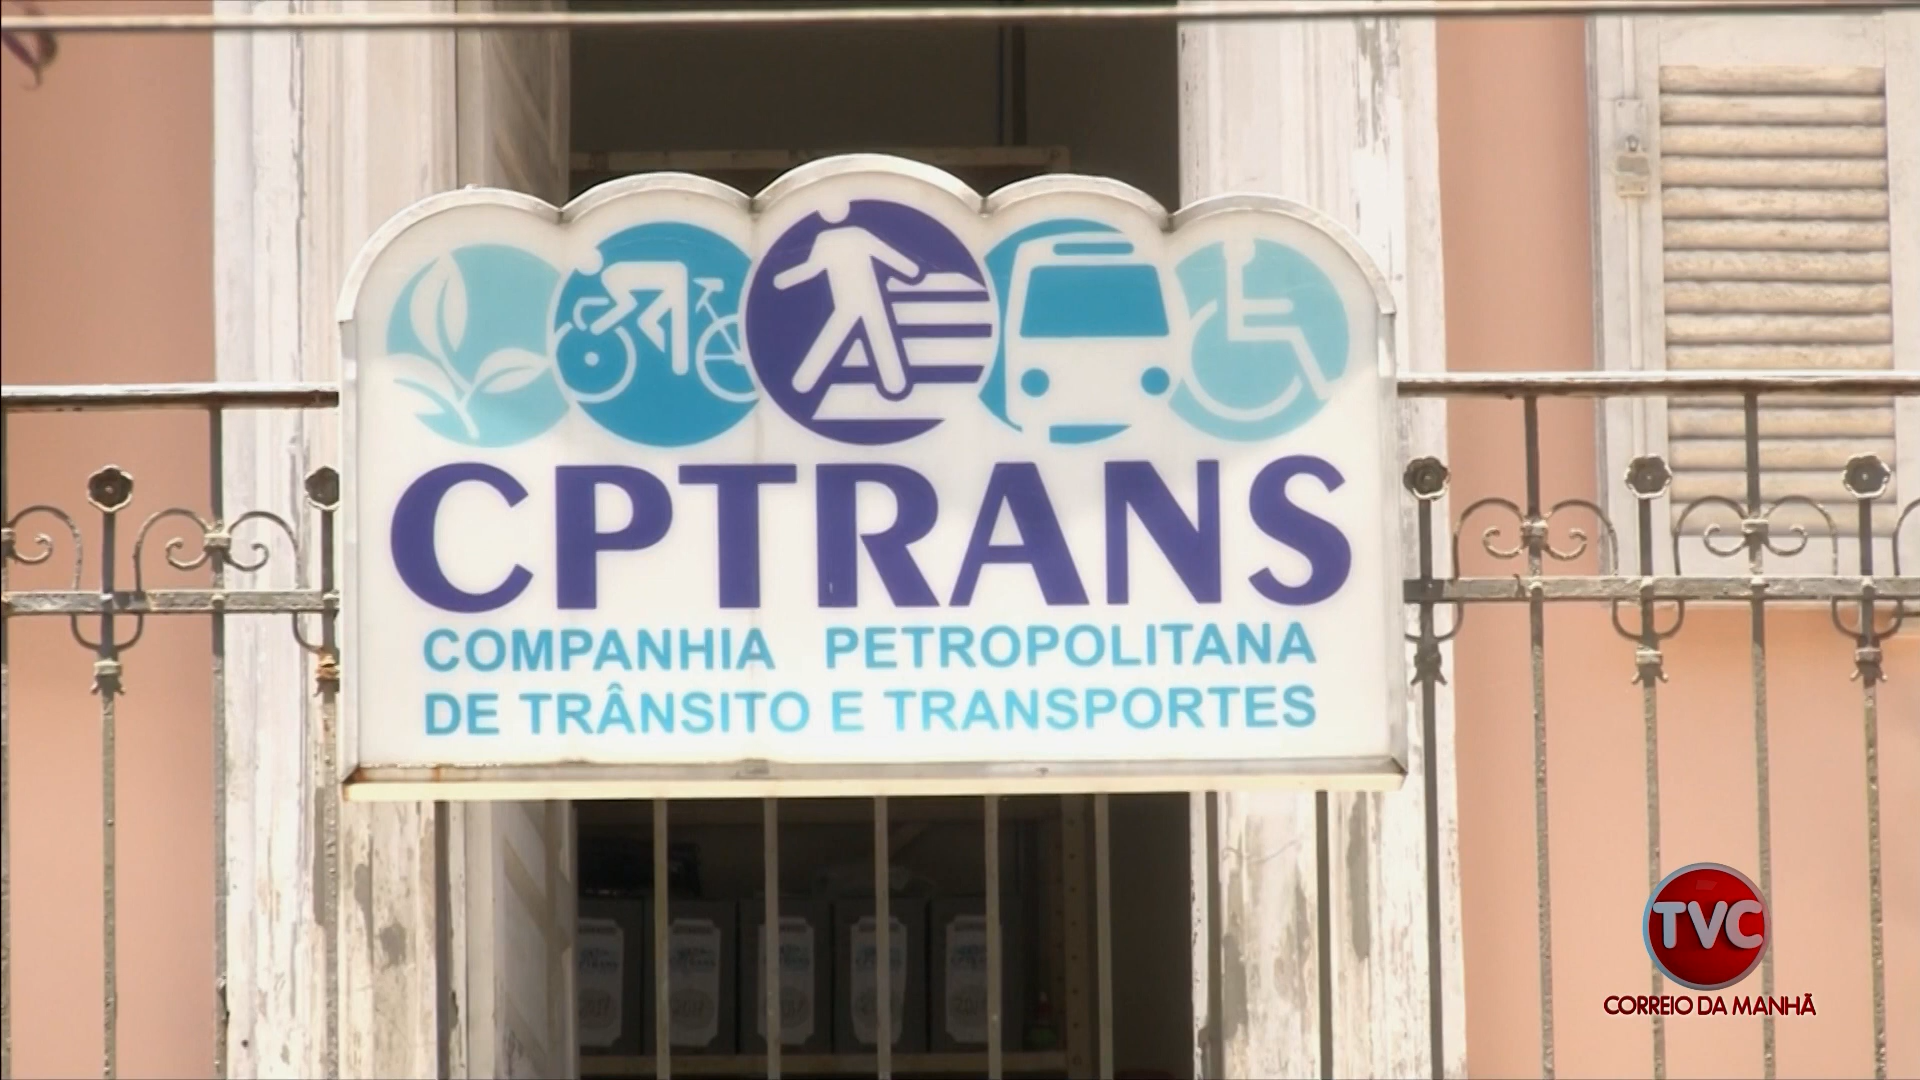 CPTRANS
COMPANHIA PETROPOLITANA
DE TRÂNSITO E TRANSPORTES
TVC
CORREIO DA MANHÃ